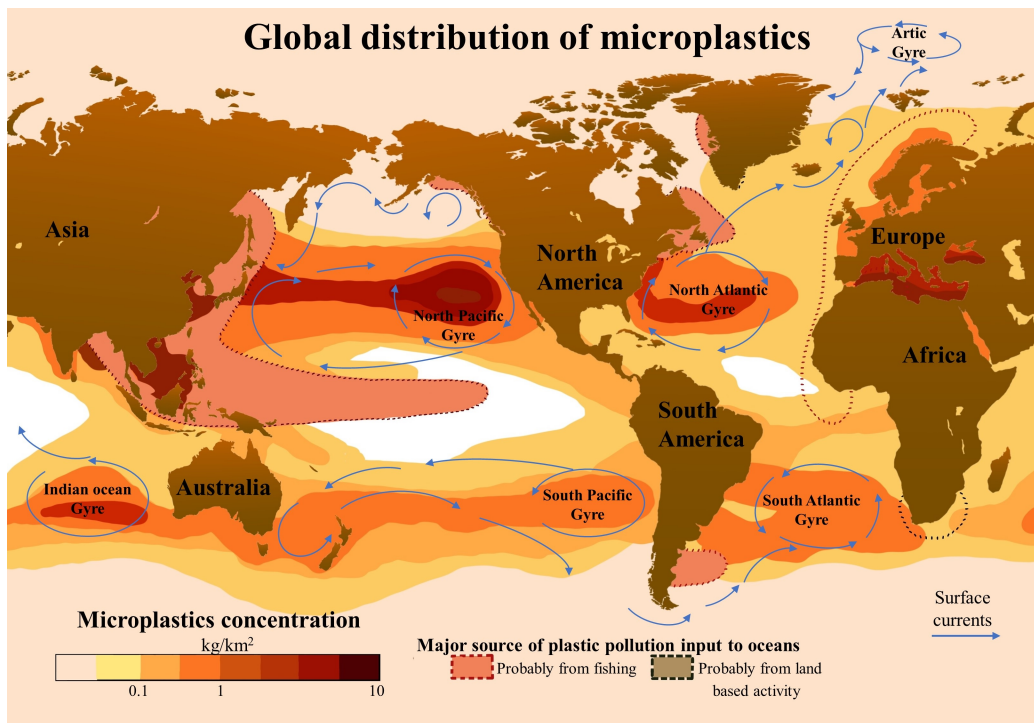 Global distribution of microplastics
Artic
Gyre
Asia
North
America
Europe
North Pacific
Gyre
North Atlantic
Gyre
Africa
South
America
Indian ocean
Gyre
Australia
South Pacific
Gyre
South Atlantic
Gyre
Microplastics concentration
kg/km²
0.1
1
10
Major source of plastic pollution input to oceans
Probably from fishing
Probably from land
based activity
Surface
currents